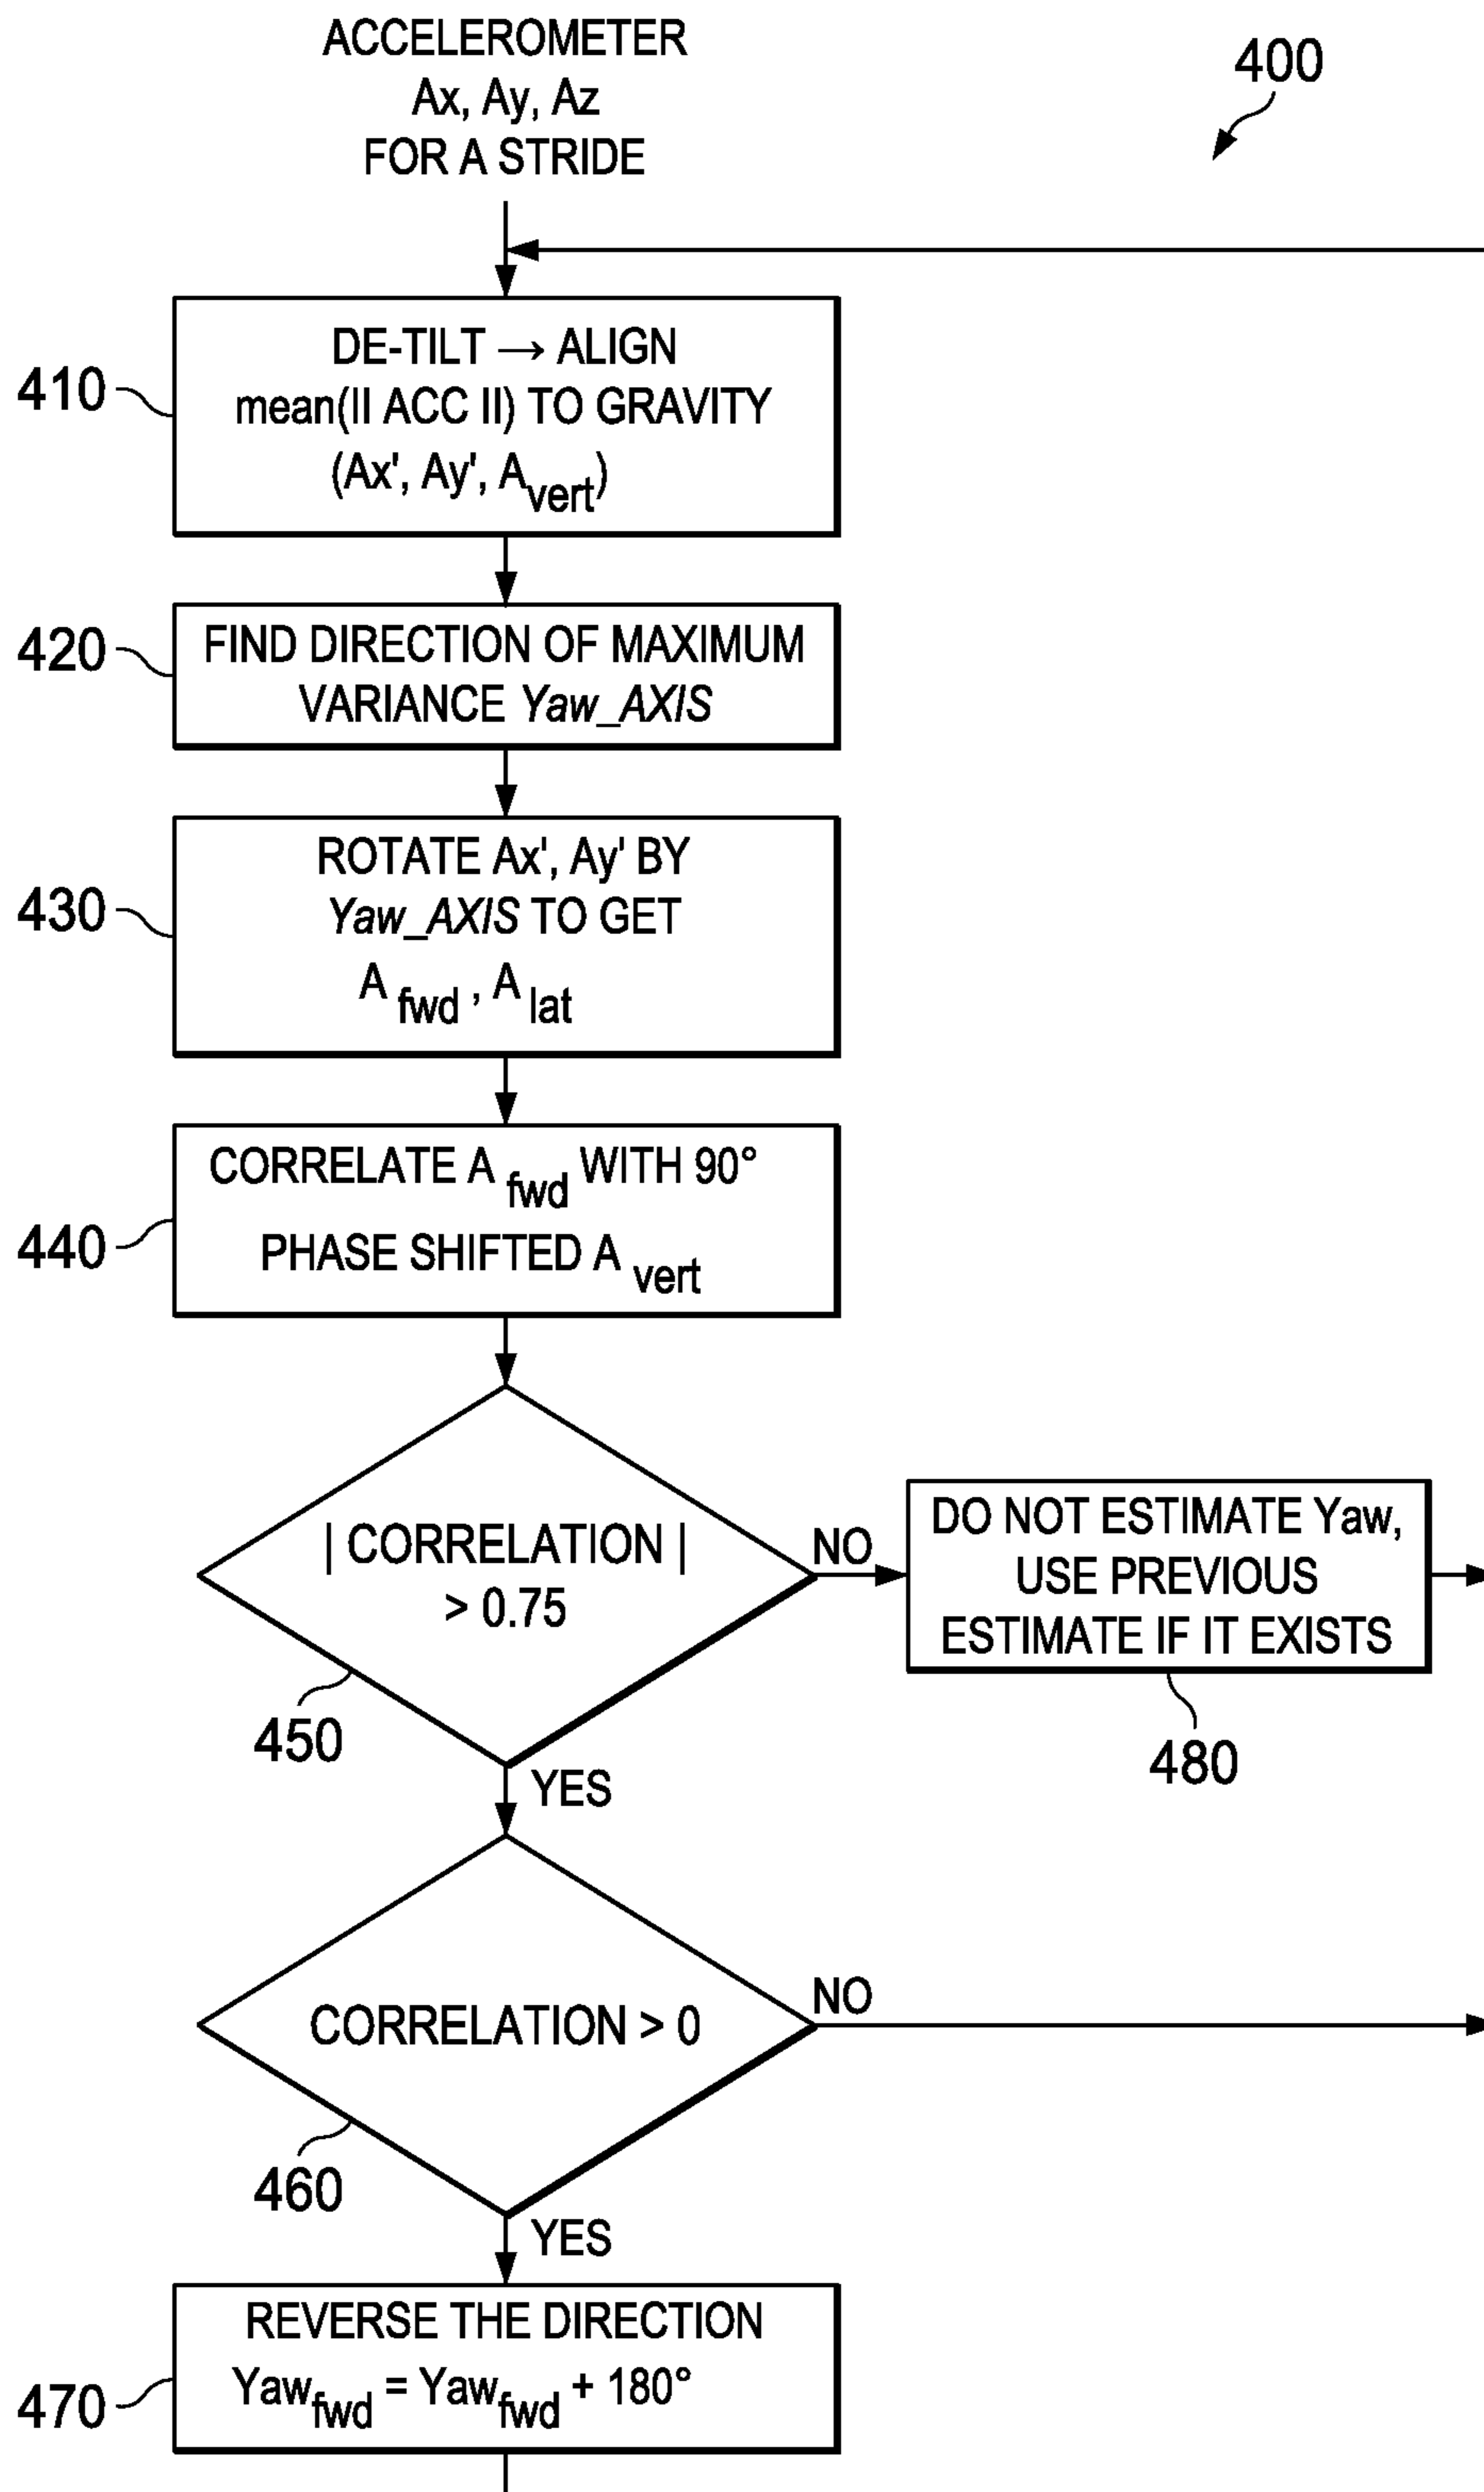 ACCELEROMETER
Ax, Ay, Az
FOR A STRIDE
400
410
DE-TILT → ALIGN
mean(II ACC II) TO GRAVITY
(Ax', Ay', Avert)
420
FIND DIRECTION OF MAXIMUM
VARIANCE Yaw_AXIS
430
ROTATE Ax', Ay' BY
Yaw_AXIS TO GET
A fwd , A lat
440
CORRELATE A fwd WITH 90°
PHASE SHIFTED A vert
| CORRELATION |
> 0.75
450
NO
DO NOT ESTIMATE Yaw,
USE PREVIOUS
ESTIMATE IF IT EXISTS
480
YES
CORRELATION > 0
460
NO
YES
470
REVERSE THE DIRECTION
Yawfwd = Yawfwd + 180°